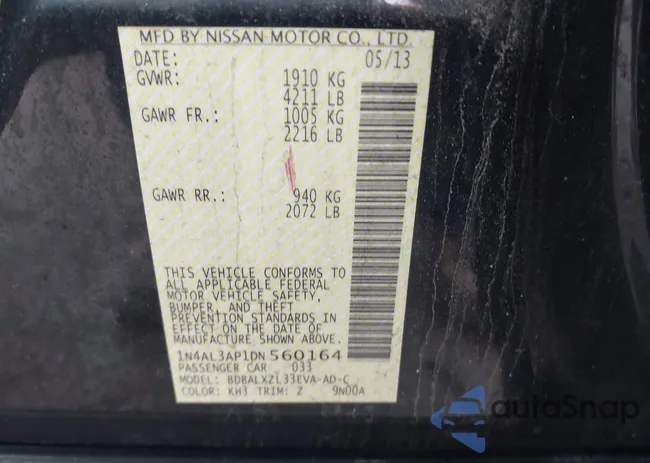 MFD BY NISSAN MOTOR CO., LTD.
DATE: 05/13
GVWR: 1910 KG
4211 LB
GAWR FR.: 1005 KG
2216 LB
GAWR RR.: 940 KG
2072 LB
THIS VEHICLE CONFORMS TO
ALL APPLICABLE FEDERAL
MOTOR VEHICLE SAFETY,
BUMPER, AND THEFT
PREVENTION STANDARDS IN
EFFECT ON THE DATE OF
MANUFACTURE SHOWN ABOVE.
1N4AL3AP1DN560164
PASSENGER CAR 033
MODEL: BDBALXZL33EVA-AD-C
COLOR: KH3 TRIM: Z 9N00A
autoSnap